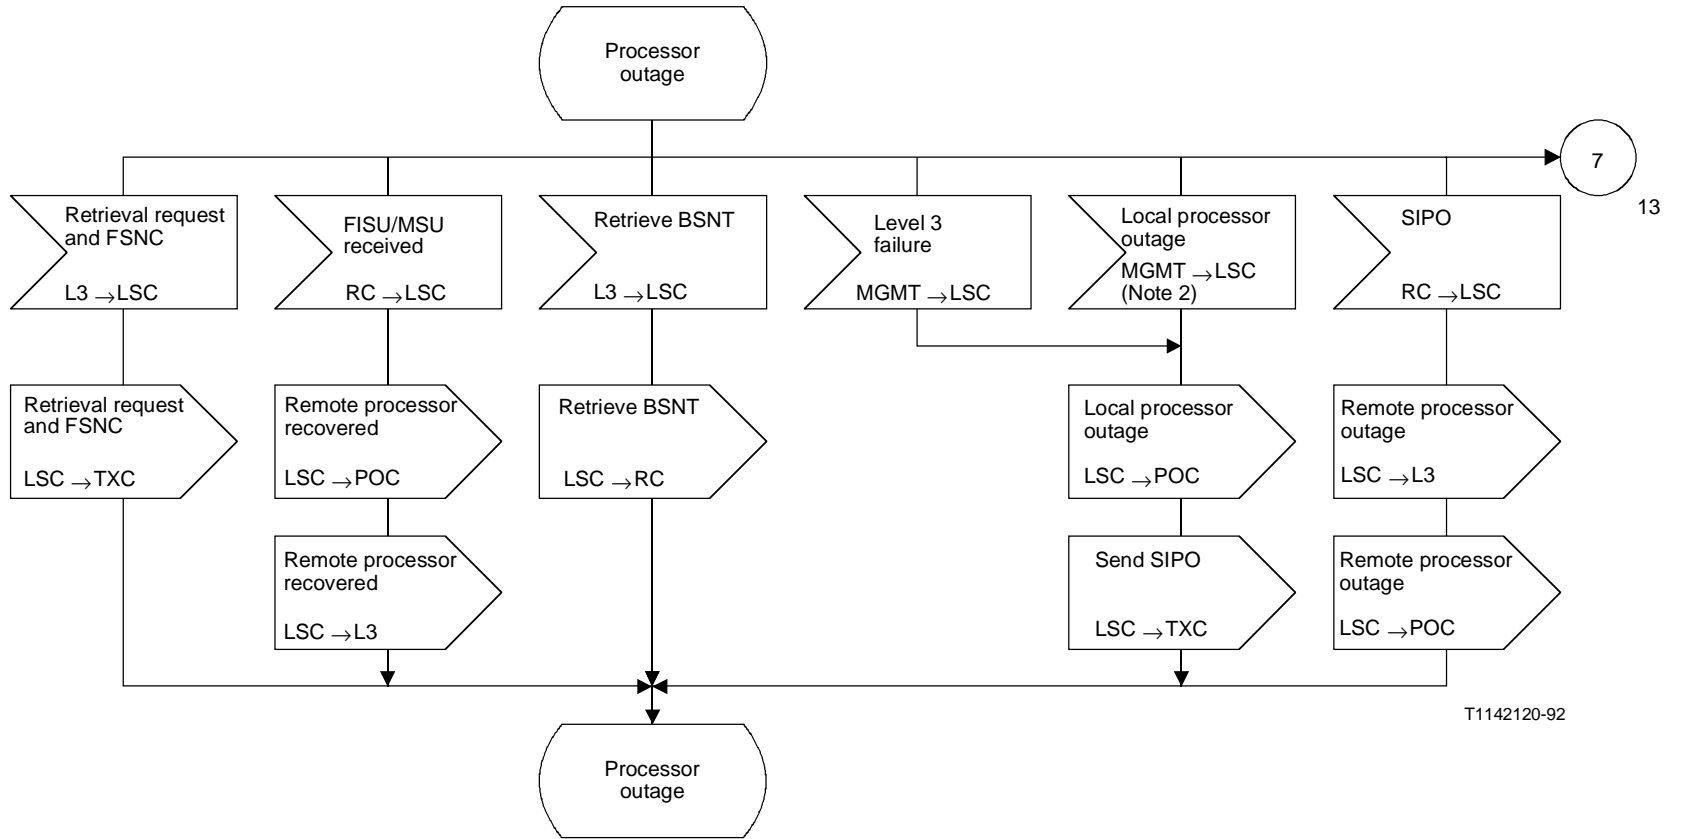 Processor
outage
7
13
Retrieval request
and FSNC
L3 →LSC
FISU/MSU
received
RC →LSC
Retrieve BSNT
L3 →LSC
Level 3
failure
MGMT →LSC
Local processor
outage
MGMT →LSC
(Note 2)
SIPO
RC →LSC
Retrieval request
and FSNC
LSC →TXC
Remote processor
recovered
LSC →POC
Retrieve BSNT
LSC →RC
Local processor
outage
LSC →POC
Remote processor
outage
LSC →L3
Remote processor
recovered
LSC →L3
Send SIPO
LSC →TXC
Remote processor
outage
LSC →POC
T1142120-92
Processor
outage